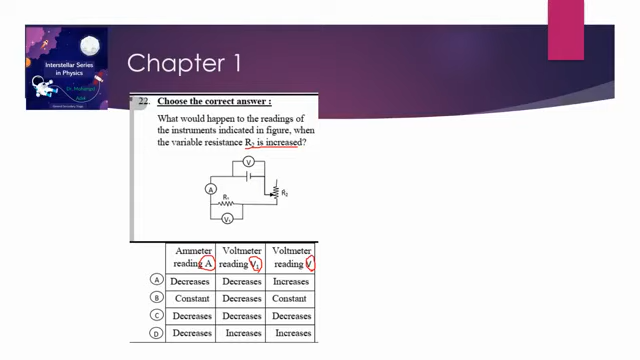 Interstellar Series
in Physics
Chapter 1
22. Choose the correct answer :
What would happen to the readings of
the instruments indicated in figure, when
the variable resistance R₂ is increased?
V
A
R₁
R₂
V₁
Ammeter reading A
Voltmeter reading V₁
Voltmeter reading V
A Decreases Decreases Increases
B Constant Decreases Constant
C Decreases Decreases Decreases
D Decreases Increases Increases